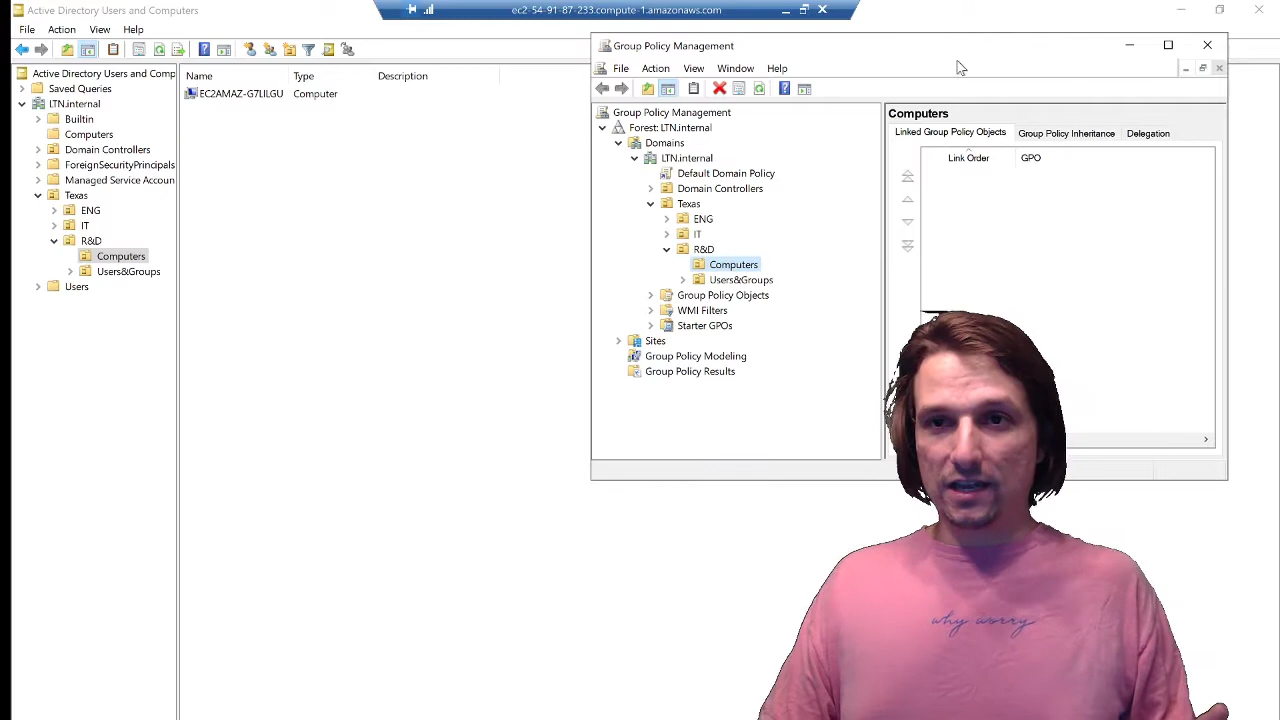 Active Directory Users and Computers
File Action View Help
Active Directory Users and Comp
Saved Queries
LTN.internal
Builtin
Computers
Domain Controllers
ForeignSecurityPrincipals
Managed Service Accoun
Texas
ENG
IT
R&D
Computers
Users&Groups
Users
Name Type Description
EC2AMAZ-G7LILGU Computer
ec2-54-91-87-233.compute-1.amazonaws.com
Group Policy Management
File Action View Window Help
Group Policy Management
Forest: LTN.internal
Domains
LTN.internal
Default Domain Policy
Domain Controllers
Texas
ENG
IT
R&D
Computers
Users&Groups
Group Policy Objects
WMI Filters
Starter GPOs
Sites
Group Policy Modeling
Group Policy Results
Computers
Linked Group Policy Objects Group Policy Inheritance Delegation
Link Order GPO
why worry